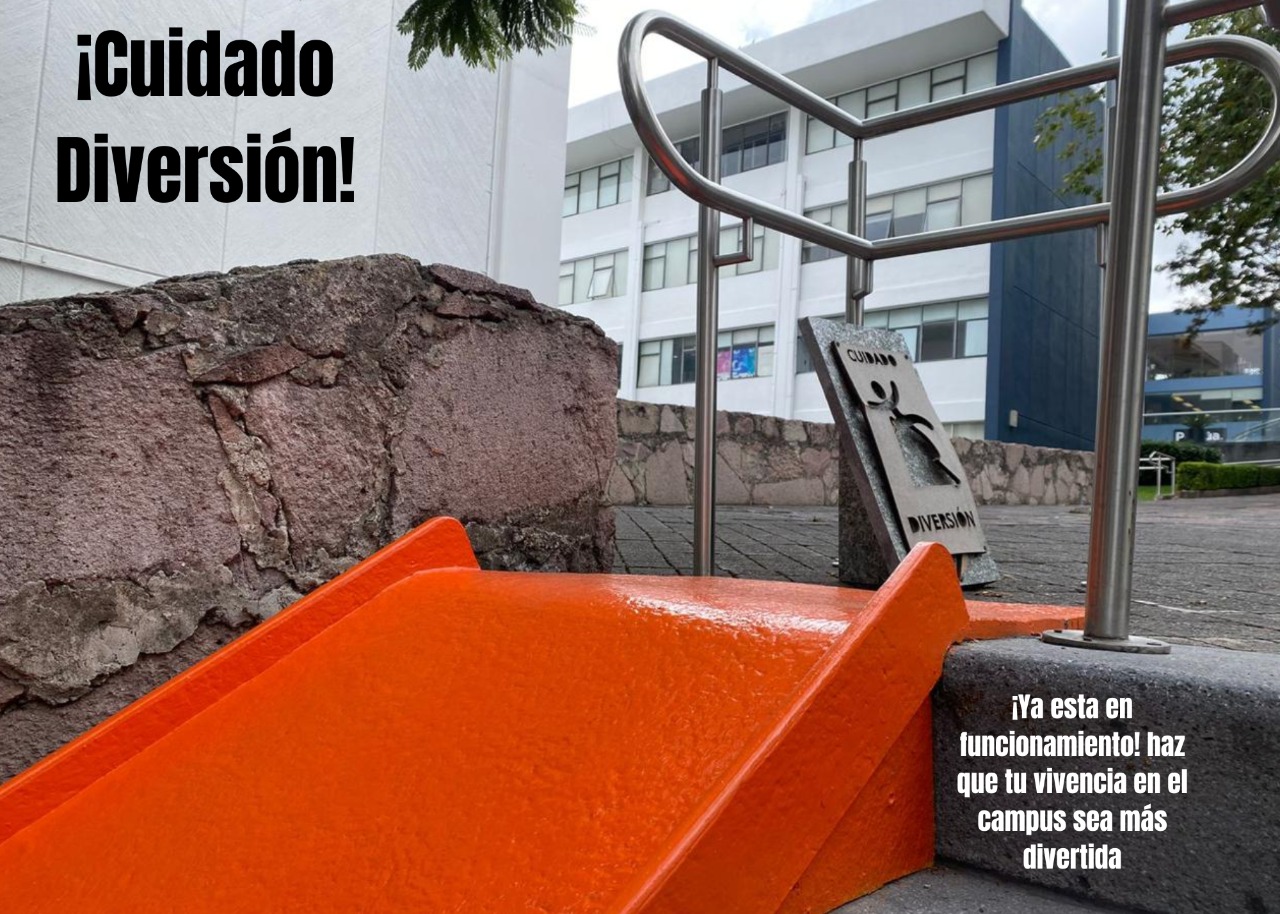 ¡Cuidado
Diversión!
CUIDADO
DIVERSIÓN
¡Ya esta en
funcionamiento! haz
que tu vivencia en el
campus sea más
divertida